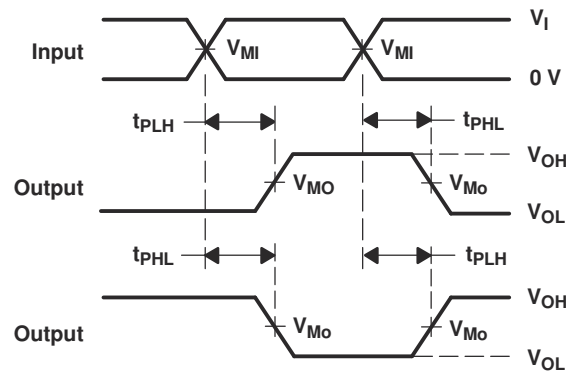 V_I
Input
V_MI
V_MI
0 V
t_PLH
t_PHL
V_OH
Output
V_MO
V_Mo
V_OL
t_PHL
t_PLH
V_OH
Output
V_Mo
V_Mo
V_OL